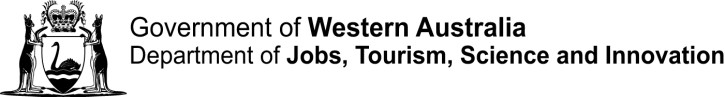 Government of Western Australia
Department of Jobs, Tourism, Science and Innovation